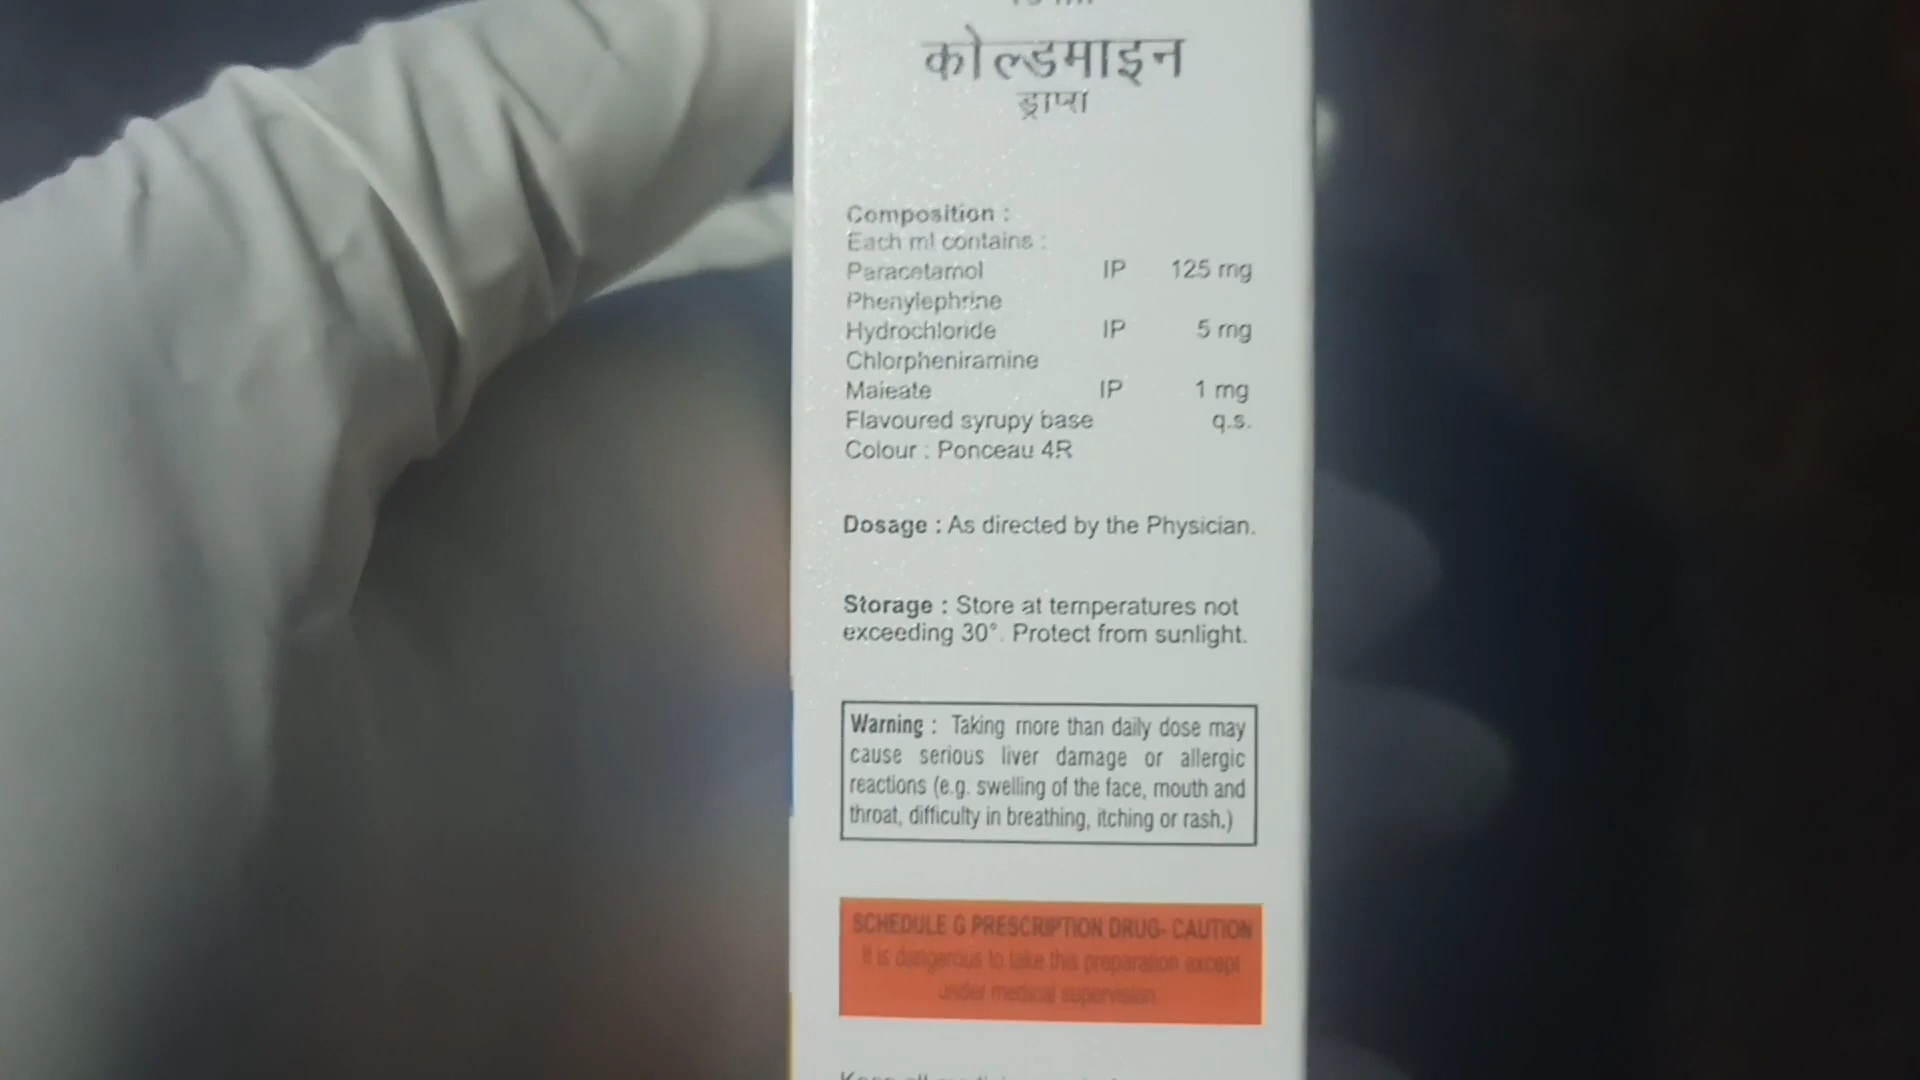 कोल्डमाइन
ड्राप्स
Composition :
Each ml contains :
Paracetamol IP 125 mg
Phenylephrine
Hydrochloride IP 5 mg
Chlorpheniramine
Maleate IP 1 mg
Flavoured syrupy base q.s.
Colour : Ponceau 4R
Dosage : As directed by the Physician.
Storage : Store at temperatures not
exceeding 30°. Protect from sunlight.
Warning : Taking more than daily dose may
cause serious liver damage or allergic
reactions (e.g. swelling of the face, mouth and
throat, difficulty in breathing, itching or rash.)
SCHEDULE G PRESCRIPTION DRUG- CAUTION
It is dangerous to take this preparation except
under medical supervision.